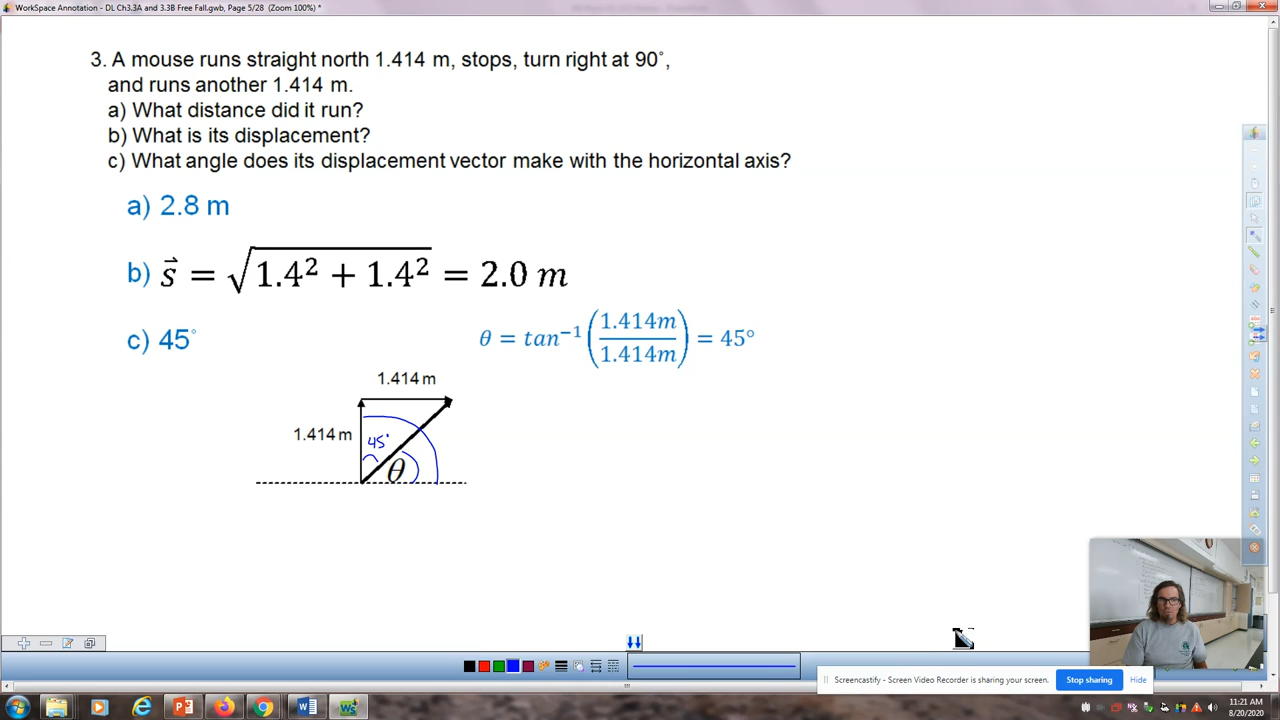 WorkSpace Annotation - DL Ch3.3A and 3.3B Free Fall.gwb, Page 5/28 (Zoom 100%) *
3. A mouse runs straight north 1.414 m, stops, turn right at 90˚,
and runs another 1.414 m.
a) What distance did it run?
b) What is its displacement?
c) What angle does its displacement vector make with the horizontal axis?
a) 2.8 m
b) s⃗ = √(1.4² + 1.4²) = 2.0 m
c) 45˚
θ = tan⁻¹ (1.414m / 1.414m) = 45°
1.414 m
1.414 m
45°
θ
Screencastify - Screen Video Recorder is sharing your screen.
Stop sharing
Hide
11:21 AM
8/20/2020